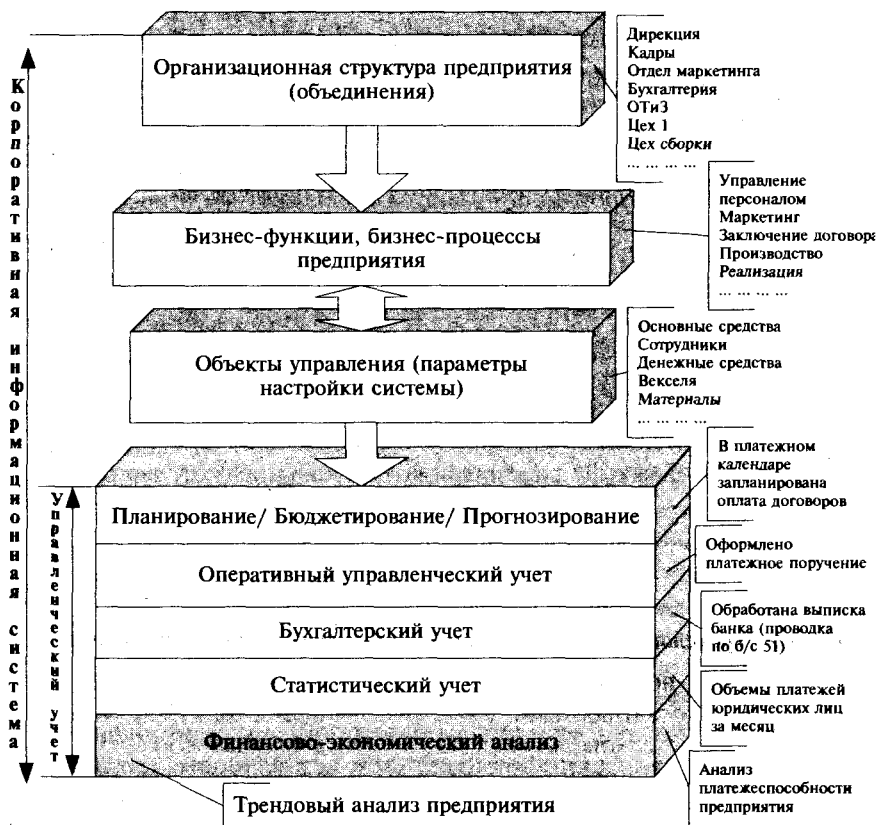 Корпоративная информационная система
Управленческий учет
Организационная структура предприятия
(объединения)
Дирекция
Кадры
Отдел маркетинга
Бухгалтерия
ОТиЗ
Цех 1
Цех сборки
... ... ... ...
Бизнес-функции, бизнес-процессы
предприятия
Управление
персоналом
Маркетинг
Заключение договора
Производство
Реализация
... ... ... ...
Объекты управления (параметры
настройки системы)
Основные средства
Сотрудники
Денежные средства
Векселя
Материалы
... ... ... ...
Планирование/ Бюджетирование/ Прогнозирование
В платежном
календаре
запланирована
оплата договоров
Оперативный управленческий учет
Оформлено
платежное поручение
Бухгалтерский учет
Обработана выписка
банка (проводка
по б/с 51)
Статистический учет
Объемы платежей
юридических лиц
за месяц
Финансово-экономический анализ
Анализ
платежеспособности
предприятия
Трендовый анализ предприятия